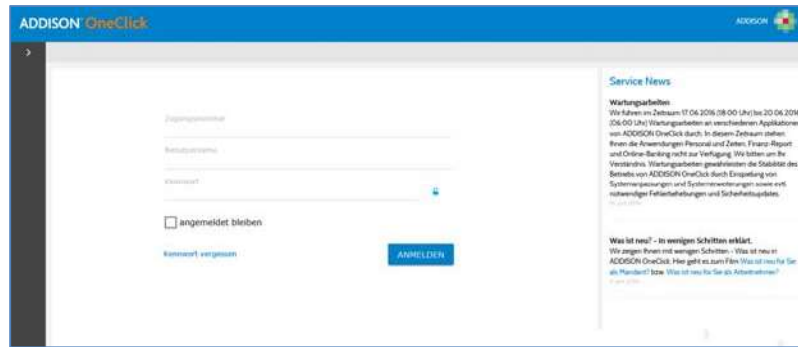 ADDISON OneClick
ADDISON
Service News
Wartungsarbeiten
Wir führen im Zeitraum 17.06.2016 (18:00 Uhr) bis 20.06.2016
(06:00 Uhr) Wartungsarbeiten an verschiedenen Applikationen
von ADDISON OneClick durch. In diesem Zeitraum stehen
Ihnen die Anwendungen Personal und Zeiten, Finanz-Report
und Online-Banking nicht zur Verfügung. Wir bitten um Ihr
Verständnis. Wartungsarbeiten gewährleisten die Stabilität des
Betriebs von ADDISON OneClick durch Einspielung von
Systemanpassungen und Systemerweiterungen sowie evtl.
notwendiger Fehlerbehebungen und Sicherheitsupdates.
Benutzername
Kennwort
angemeldet bleiben
Kennwort vergessen
ANMELDEN
Was ist neu? - In wenigen Schritten erklärt.
Wir zeigen Ihnen mit wenigen Schritten - Was ist neu in
ADDISON OneClick. Hier geht es zum Film Was ist neu für Sie
als Mandant? bzw. Was ist neu für Sie als Arbeitnehmer?